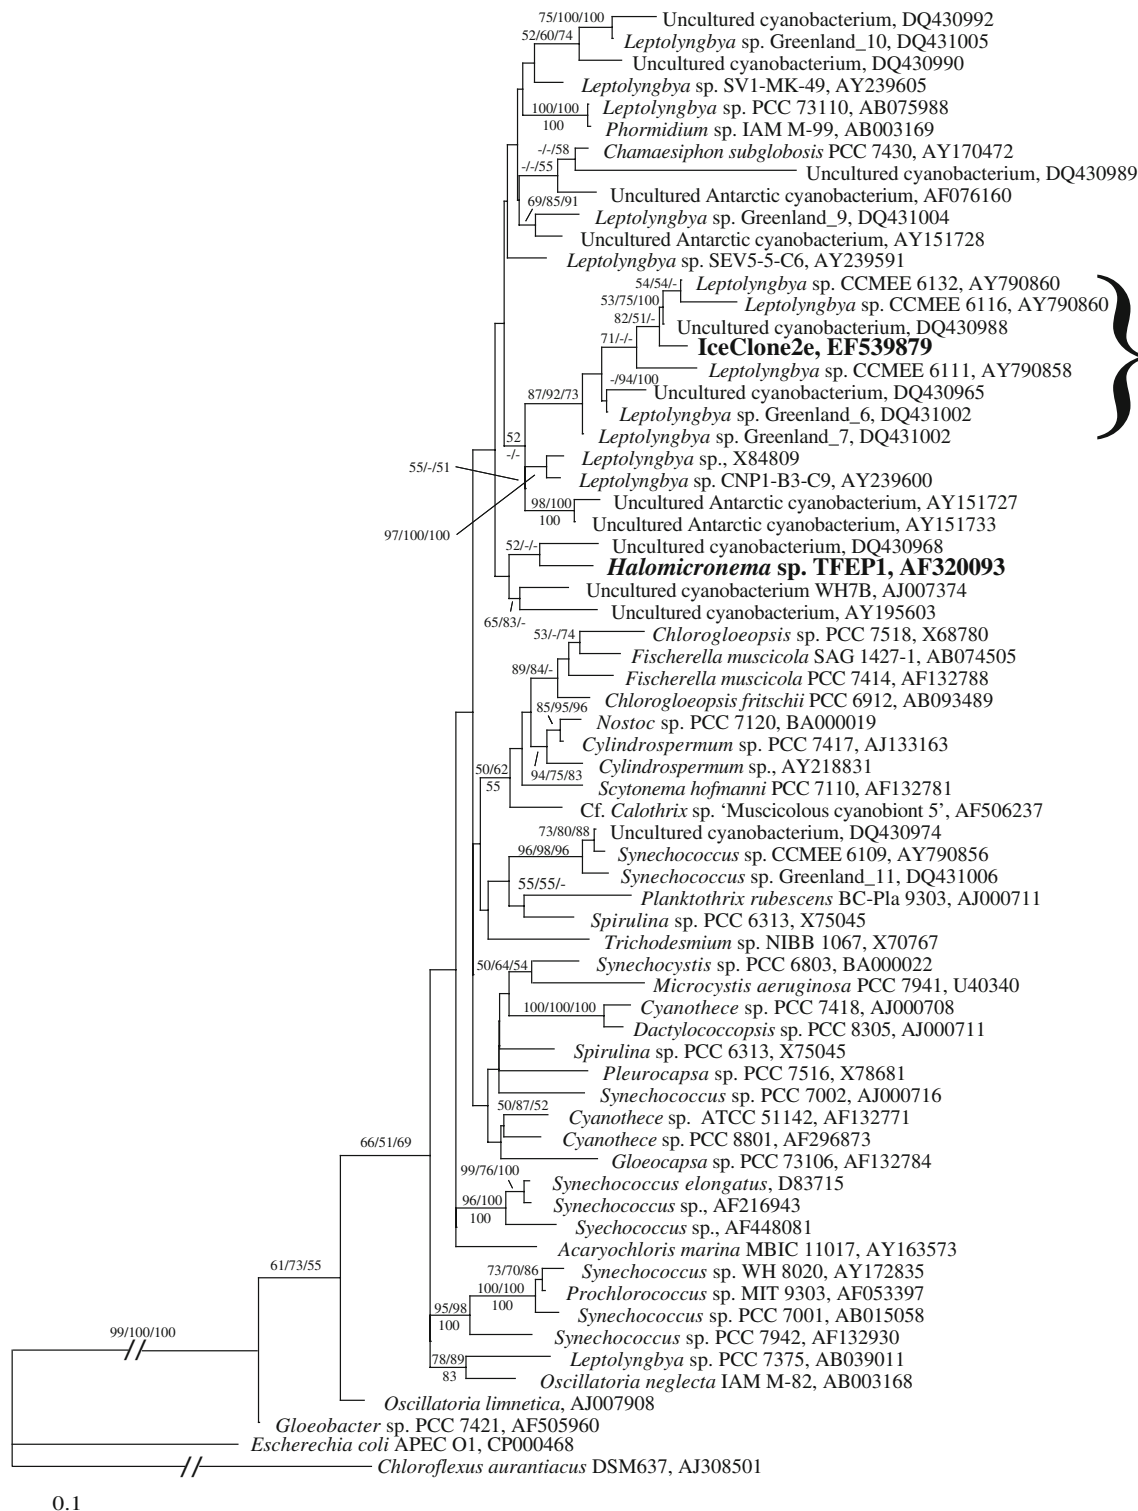 75/100/100
Uncultured cyanobacterium, DQ430992
52/60/74
Leptolyngbya sp. Greenland_10, DQ431005
Uncultured cyanobacterium, DQ430990
Leptolyngbya sp. SV1-MK-49, AY239605
100/100
100
Leptolyngbya sp. PCC 73110, AB075988
Phormidium sp. IAM M-99, AB003169
-/-/58
Chamaesiphon subglobosis PCC 7430, AY170472
-/-/55
Uncultured cyanobacterium, DQ430989
Uncultured Antarctic cyanobacterium, AF076160
69/85/91
Leptolyngbya sp. Greenland_9, DQ431004
Uncultured Antarctic cyanobacterium, AY151728
Leptolyngbya sp. SEV5-5-C6, AY239591
54/54/-
Leptolyngbya sp. CCMEE 6132, AY790860
53/75/100
Leptolyngbya sp. CCMEE 6116, AY790860
82/51/-
Uncultured cyanobacterium, DQ430988
71/-/-
IceClone2e, EF539879
Leptolyngbya sp. CCMEE 6111, AY790858
-/94/100
87/92/73
Uncultured cyanobacterium, DQ430965
Leptolyngbya sp. Greenland_6, DQ431002
52
-/-
Leptolyngbya sp. Greenland_7, DQ431002
55/-/51
Leptolyngbya sp., X84809
Leptolyngbya sp. CNP1-B3-C9, AY239600
98/100
100
Uncultured Antarctic cyanobacterium, AY151727
Uncultured Antarctic cyanobacterium, AY151733
97/100/100
52/-/-
Uncultured cyanobacterium, DQ430968
Halomicronema sp. TFEP1, AF320093
Uncultured cyanobacterium WH7B, AJ007374
Uncultured cyanobacterium, AY195603
65/83/-
53/-/74
Chlorogloeopsis sp. PCC 7518, X68780
Fischerella muscicola SAG 1427-1, AB074505
89/84/-
Fischerella muscicola PCC 7414, AF132788
Chlorogloeopsis fritschii PCC 6912, AB093489
85/95/96
Nostoc sp. PCC 7120, BA000019
Cylindrospermum sp. PCC 7417, AJ133163
Cylindrospermum sp., AY218831
94/75/83
50/62
55
Scytonema hofmanni PCC 7110, AF132781
Cf. Calothrix sp. ‘Muscicolous cyanobiont 5’, AF506237
73/80/88
Uncultured cyanobacterium, DQ430974
96/98/96
Synechococcus sp. CCMEE 6109, AY790856
Synechococcus sp. Greenland_11, DQ431006
55/55/-
Planktothrix rubescens BC-Pla 9303, AJ000711
Spirulina sp. PCC 6313, X75045
Trichodesmium sp. NIBB 1067, X70767
50/64/54
Synechocystis sp. PCC 6803, BA000022
Microcystis aeruginosa PCC 7941, U40340
100/100/100
Cyanothece sp. PCC 7418, AJ000708
Dactylococcopsis sp. PCC 8305, AJ000711
Spirulina sp. PCC 6313, X75045
Pleurocapsa sp. PCC 7516, X78681
Synechococcus sp. PCC 7002, AJ000716
50/87/52
Cyanothece sp. ATCC 51142, AF132771
Cyanothece sp. PCC 8801, AF296873
66/51/69
Gloeocapsa sp. PCC 73106, AF132784
99/76/100
Synechococcus elongatus, D83715
96/100
100
Synechococcus sp., AF216943
Syechococcus sp., AF448081
Acaryochloris marina MBIC 11017, AY163573
61/73/55
73/70/86
Synechococcus sp. WH 8020, AY172835
100/100
100
Prochlorococcus sp. MIT 9303, AF053397
95/98
100
Synechococcus sp. PCC 7001, AB015058
99/100/100
Synechococcus sp. PCC 7942, AF132930
78/89
83
Leptolyngbya sp. PCC 7375, AB039011
Oscillatoria neglecta IAM M-82, AB003168
Oscillatoria limnetica, AJ007908
Gloeobacter sp. PCC 7421, AF505960
Escherechia coli APEC O1, CP000468
Chloroflexus aurantiacus DSM637, AJ308501
0.1